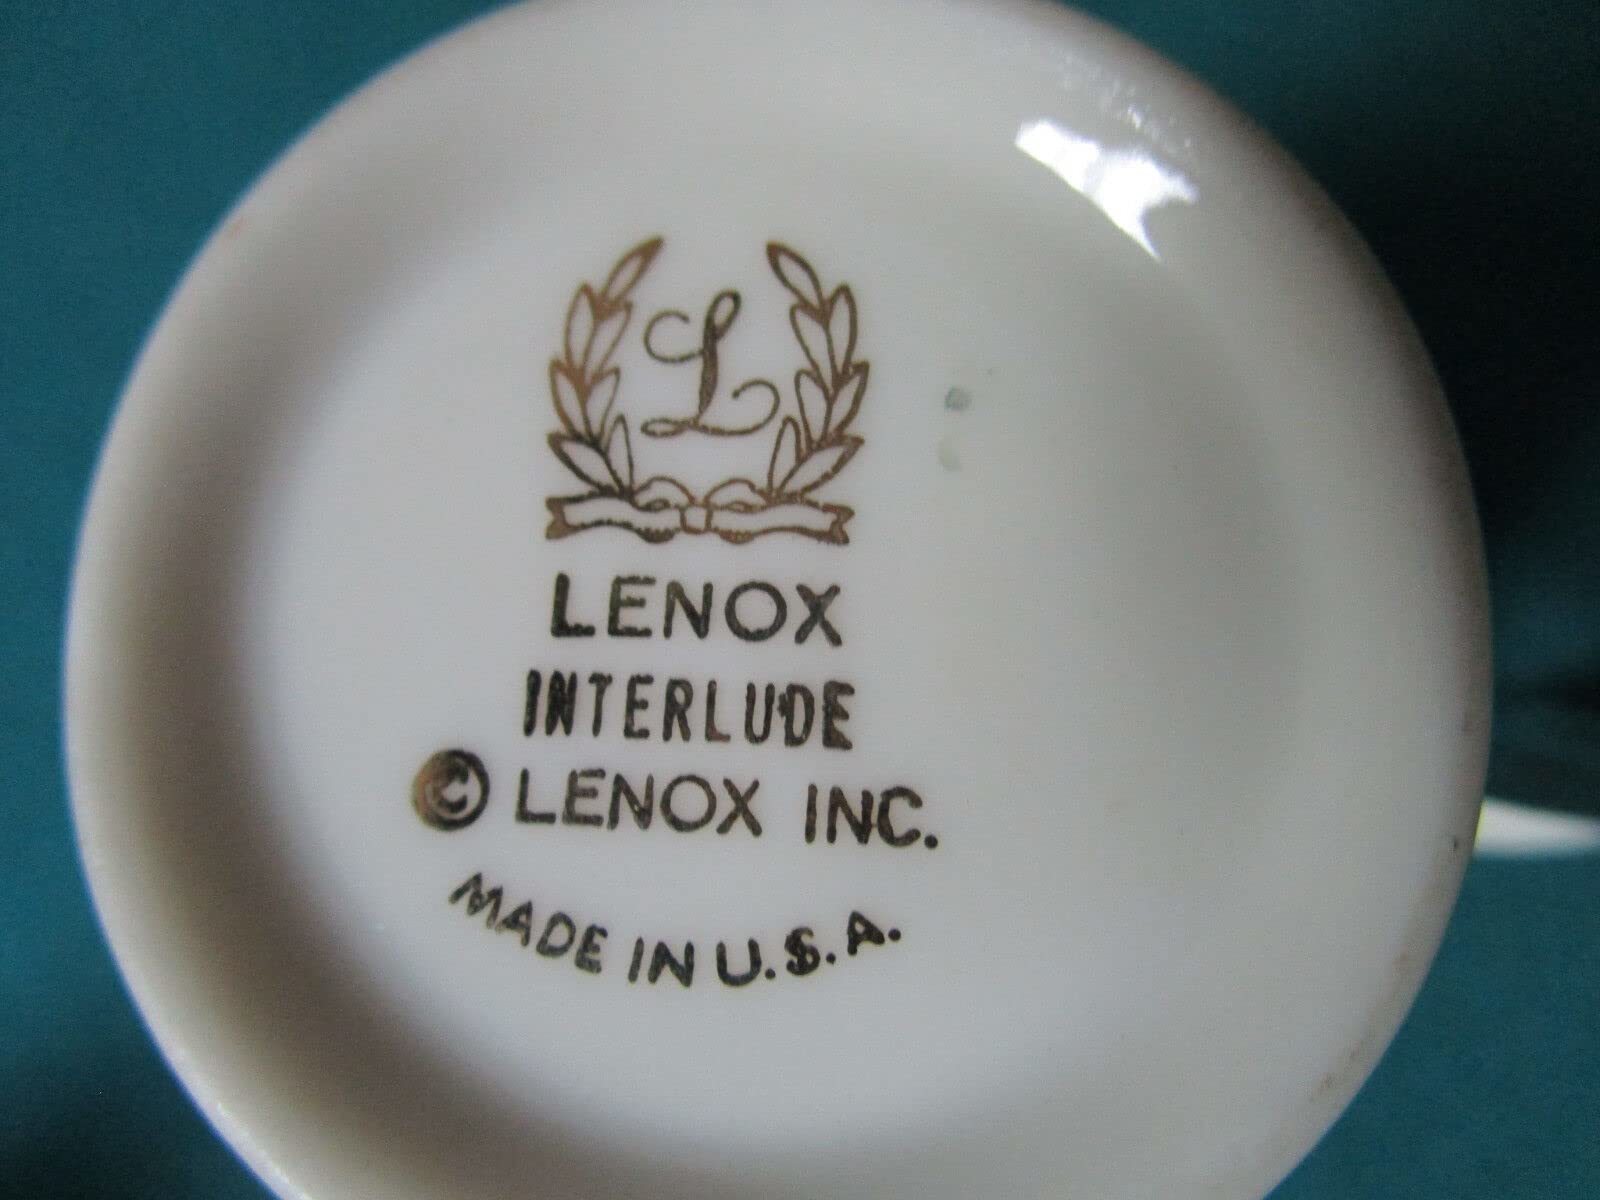 L
LENOX
INTERLUDE
© LENOX INC.
MADE IN U.S.A.